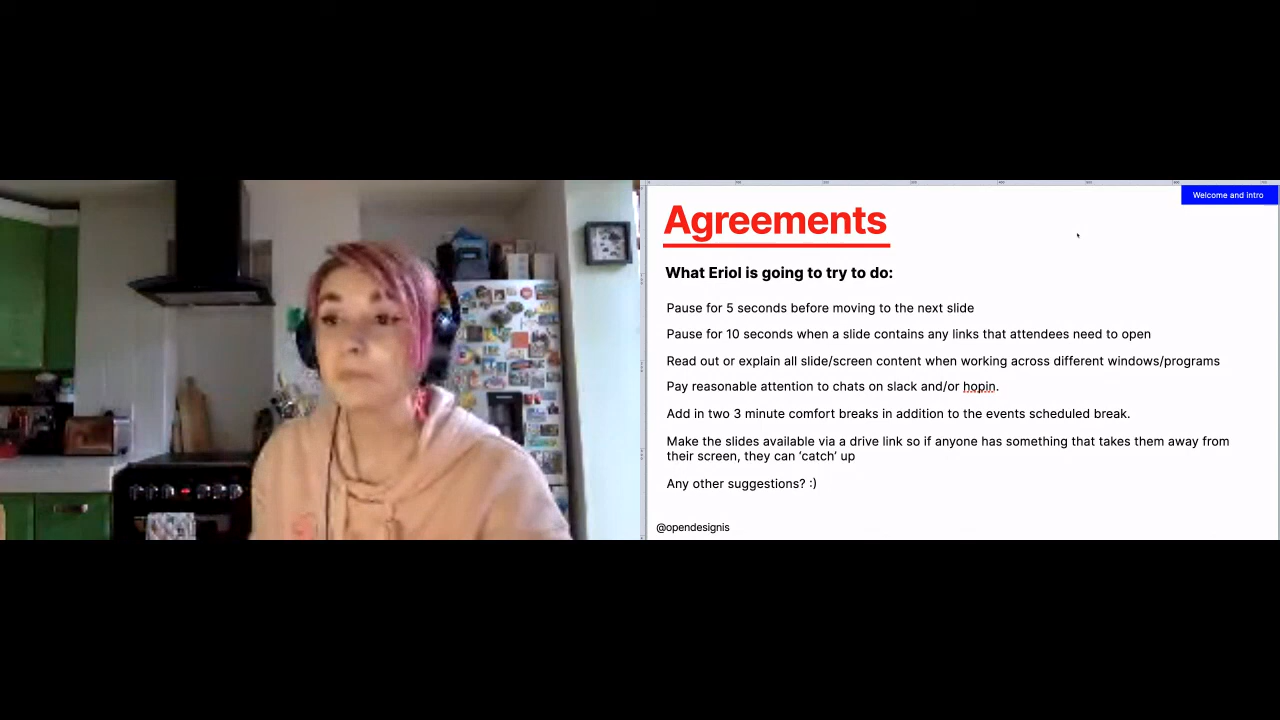 Welcome and intro
Agreements
What Eriol is going to try to do:
Pause for 5 seconds before moving to the next slide
Pause for 10 seconds when a slide contains any links that attendees need to open
Read out or explain all slide/screen content when working across different windows/programs
Pay reasonable attention to chats on slack and/or hopin.
Add in two 3 minute comfort breaks in addition to the events scheduled break.
Make the slides available via a drive link so if anyone has something that takes them away from
their screen, they can ‘catch’ up
Any other suggestions? :)
@opendesignis